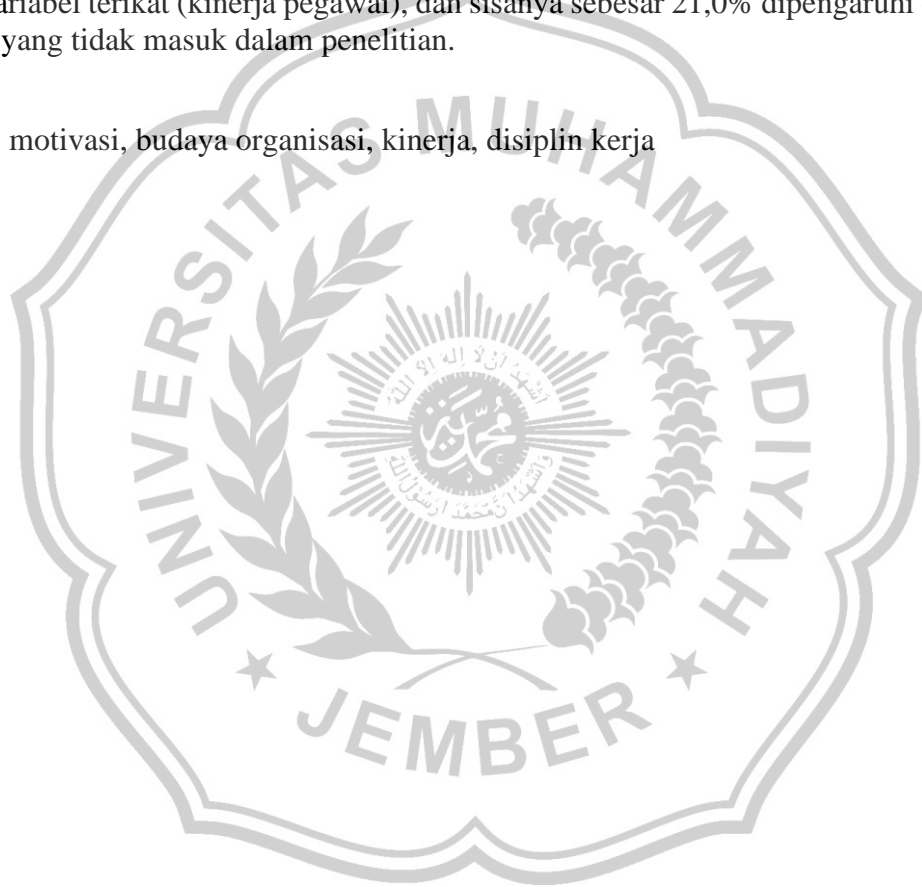 ariabel terikat (kinerja pegawai), dan sisanya sebesar 21,0% dipengaruhi
yang tidak masuk dalam penelitian.
motivasi, budaya organisasi, kinerja, disiplin kerja
UNIVERSITAS MUHAMMADIYAH
JEMBER